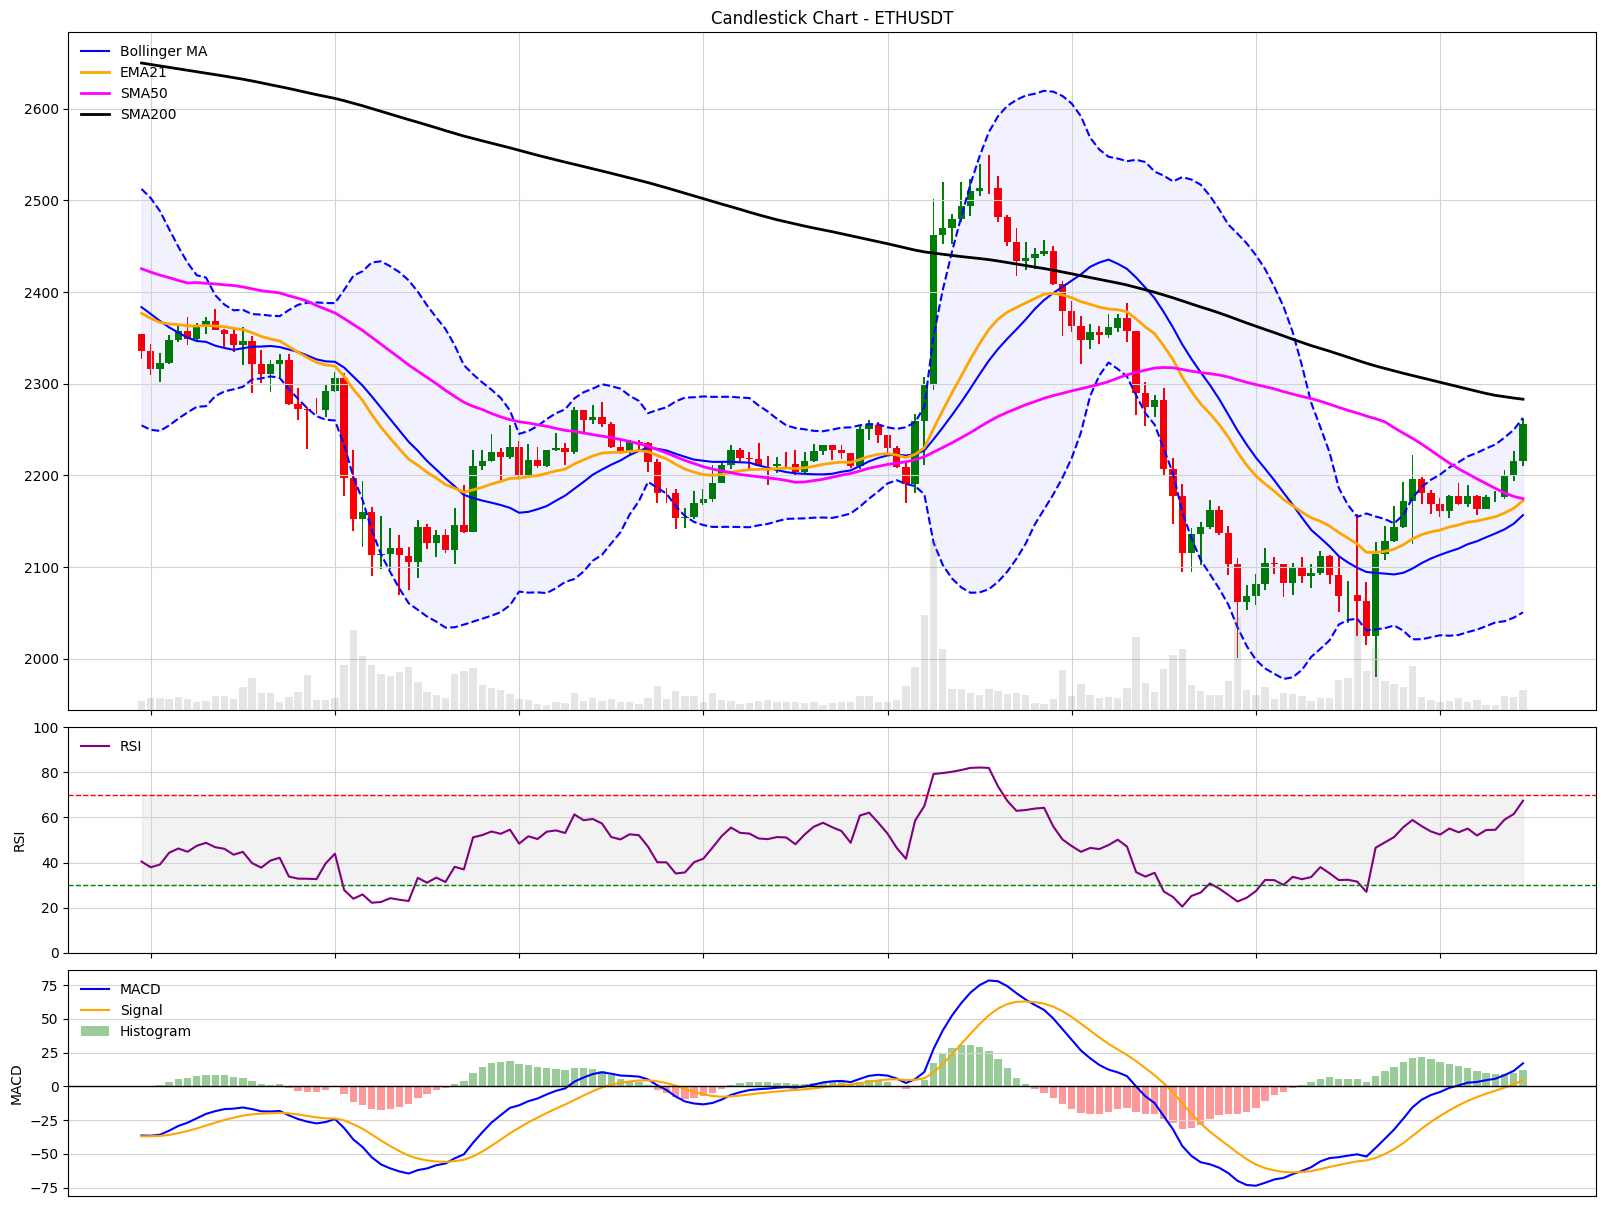 Candlestick Chart - ETHUSDT
Bollinger MA
EMA21
SMA50
SMA200
2600
2500
2400
2300
2200
2100
2000
RSI
100
80
60
40
20
0
RSI
MACD
Signal
Histogram
75
50
25
0
−25
−50
−75
MACD